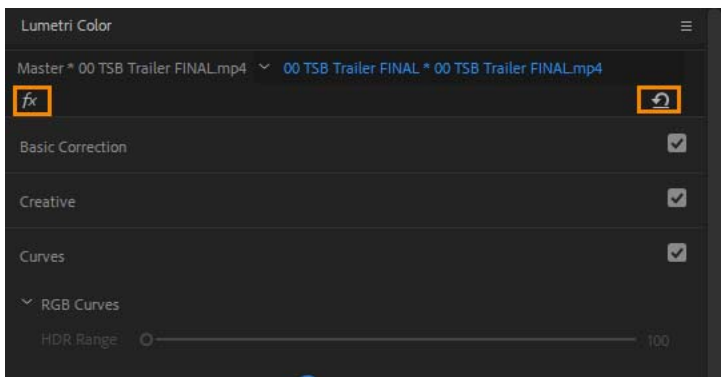 Lumetri Color
Master * 00 TSB Trailer FINAL.mp4 00 TSB Trailer FINAL * 00 TSB Trailer FINAL.mp4
fx
Basic Correction
Creative
Curves
RGB Curves
HDR Range 100